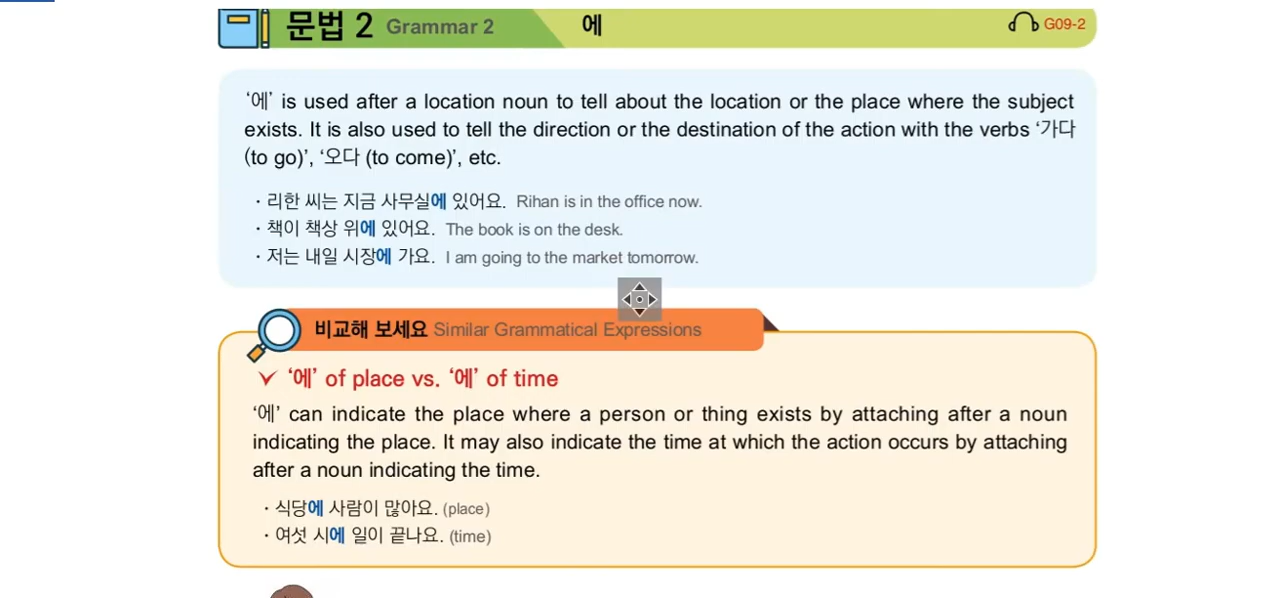 문법 2 Grammar 2 에 G09-2
‘에’ is used after a location noun to tell about the location or the place where the subject
exists. It is also used to tell the direction or the destination of the action with the verbs ‘가다
(to go)’, ‘오다 (to come)’, etc.
· 리한 씨는 지금 사무실에 있어요. Rihan is in the office now.
· 책이 책상 위에 있어요. The book is on the desk.
· 저는 내일 시장에 가요. I am going to the market tomorrow.
비교해 보세요 Similar Grammatical Expressions
‘에’ of place vs. ‘에’ of time
‘에’ can indicate the place where a person or thing exists by attaching after a noun
indicating the place. It may also indicate the time at which the action occurs by attaching
after a noun indicating the time.
· 식당에 사람이 많아요. (place)
· 여섯 시에 일이 끝나요. (time)